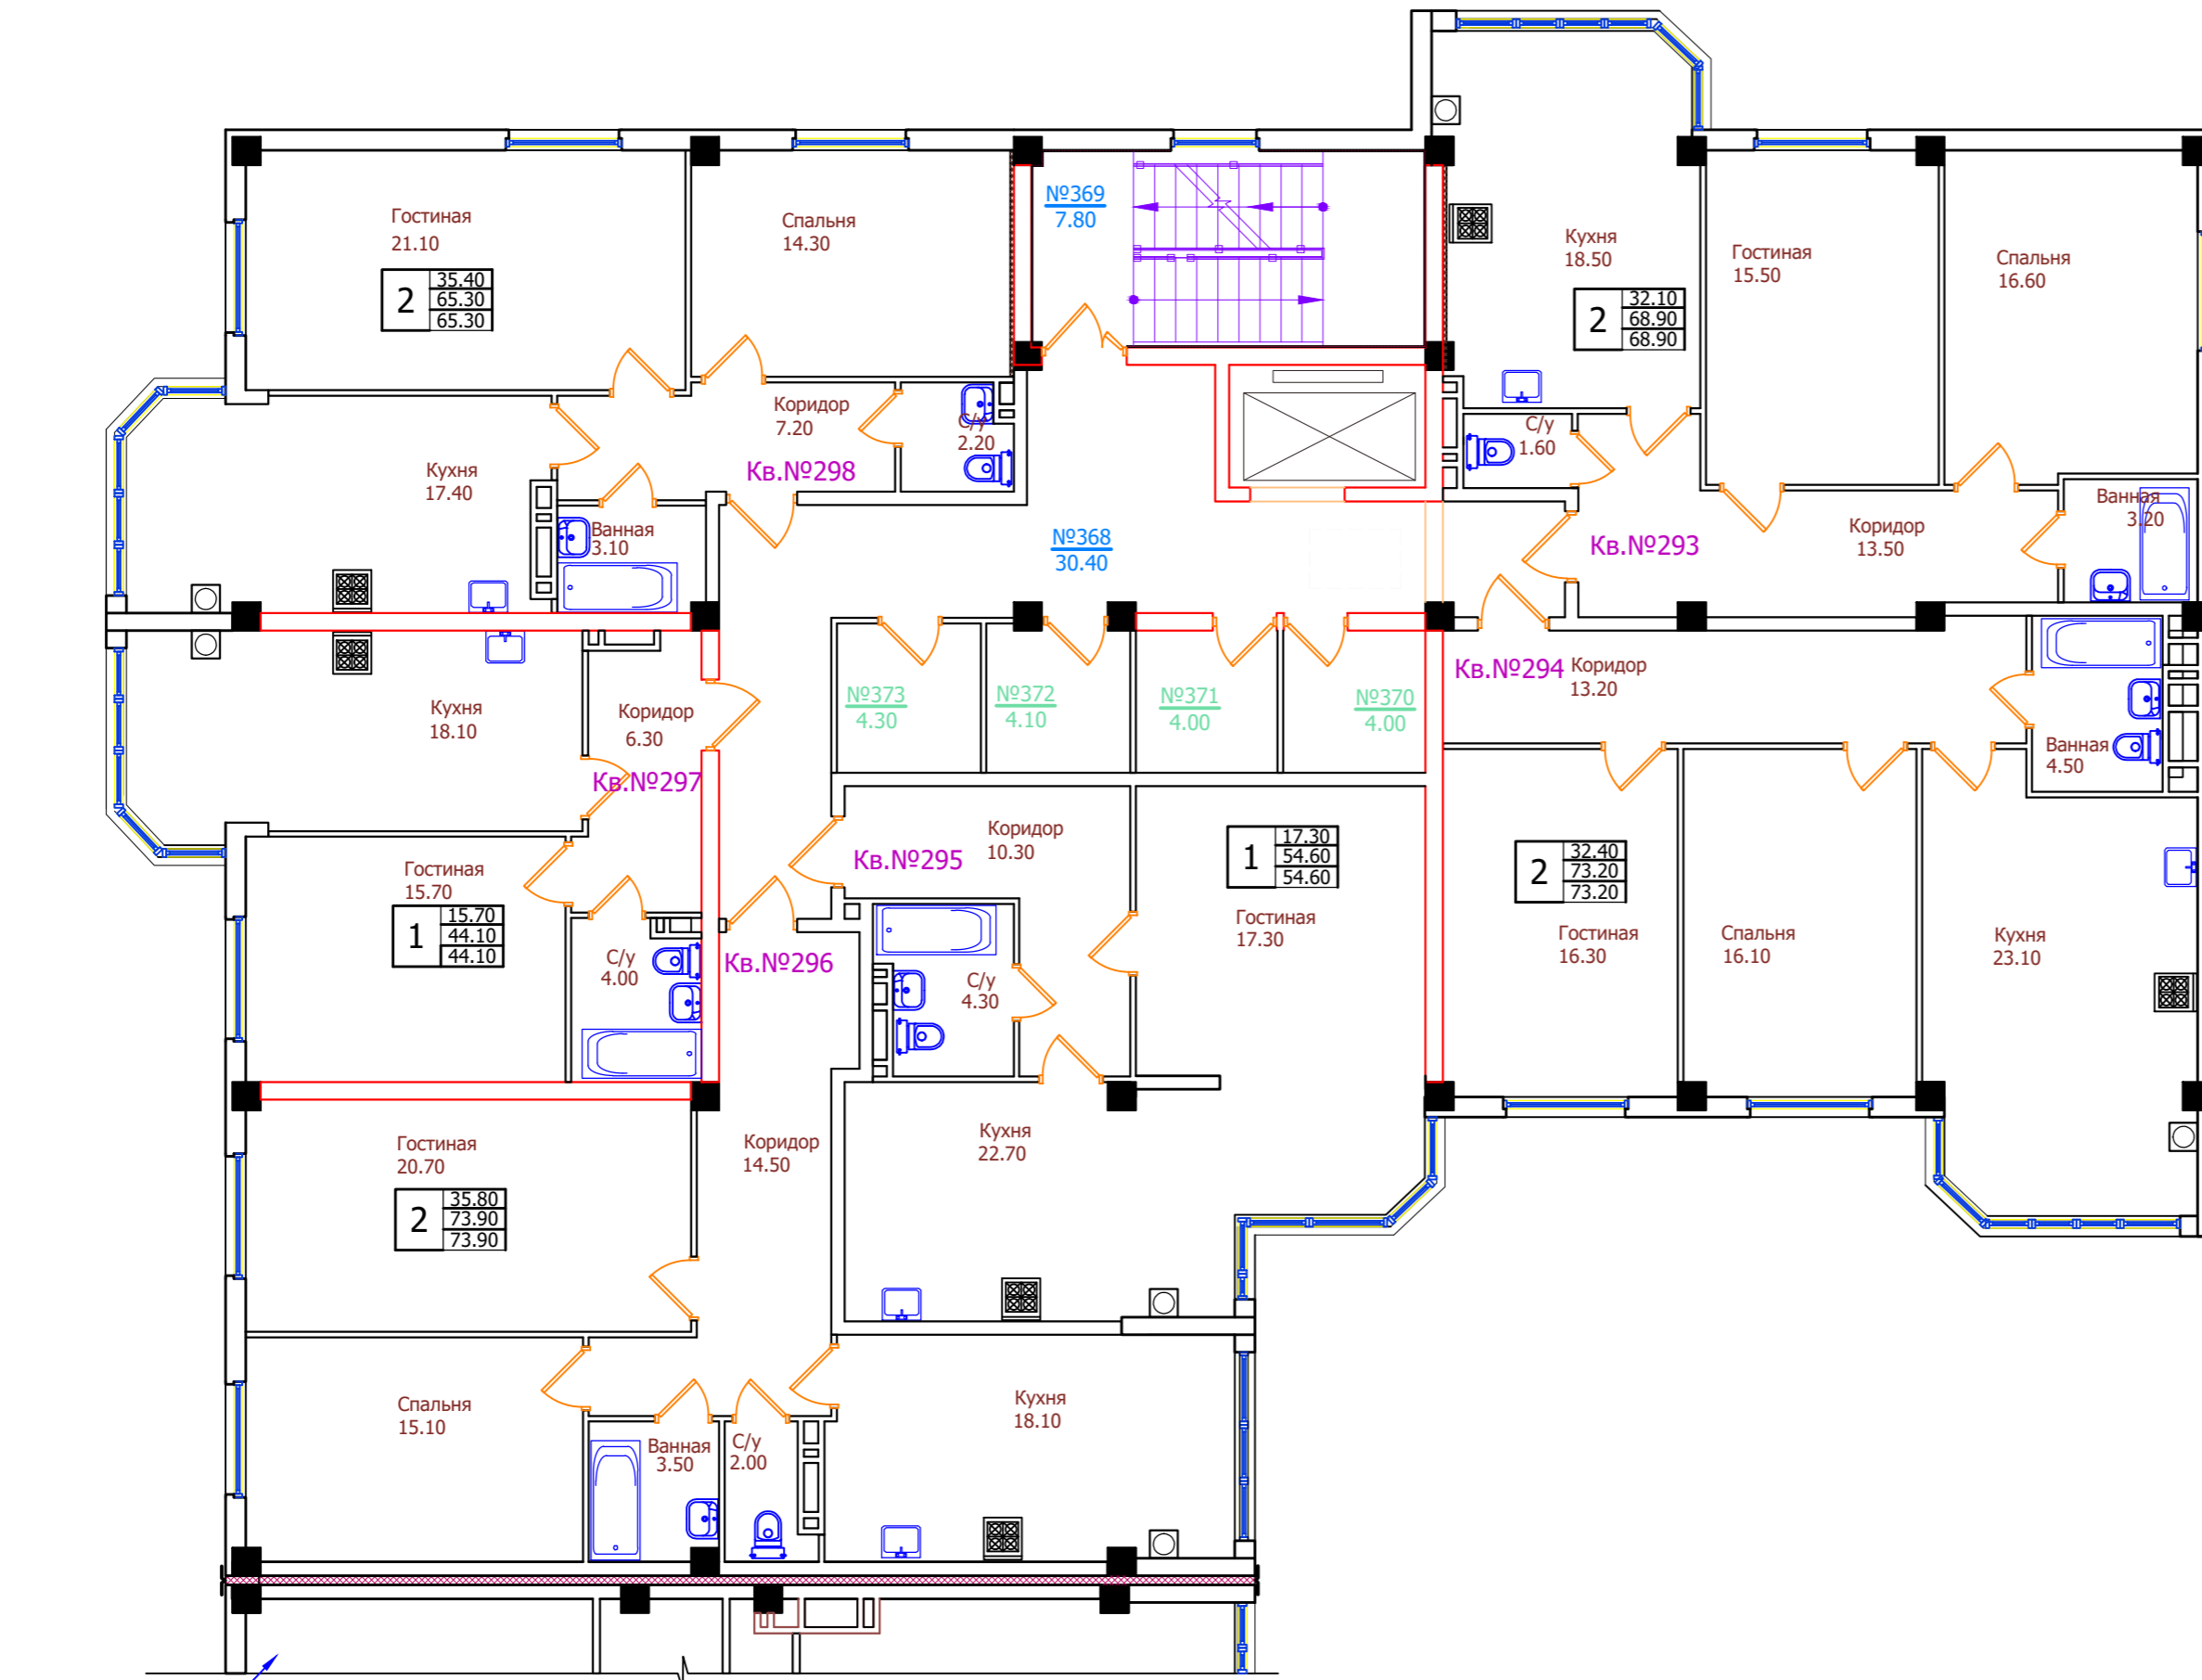 Гостиная
21.10
2
35.40
65.30
65.30
Спальня
14.30
№369
7.80
Кухня
18.50
2
32.10
68.90
68.90
Гостиная
15.50
Спальня
16.60
Кухня
17.40
Коридор
7.20
С/у
2.20
Кв.№298
Ванная
3.10
№368
30.40
С/у
1.60
Кв.№293
Коридор
13.50
Ванная
3.20
Кухня
18.10
Коридор
6.30
Кв.№297
№373
4.30
№372
4.10
№371
4.00
№370
4.00
Кв.№294
Коридор
13.20
Ванная
4.50
Гостиная
15.70
1
15.70
44.10
44.10
С/у
4.00
Кв.№296
Кв.№295
Коридор
10.30
С/у
4.30
1
17.30
54.60
54.60
Гостиная
17.30
2
32.40
73.20
73.20
Гостиная
16.30
Спальня
16.10
Кухня
23.10
Гостиная
20.70
2
35.80
73.90
73.90
Коридор
14.50
Кухня
22.70
Спальня
15.10
Ванная
3.50
С/у
2.00
Кухня
18.10